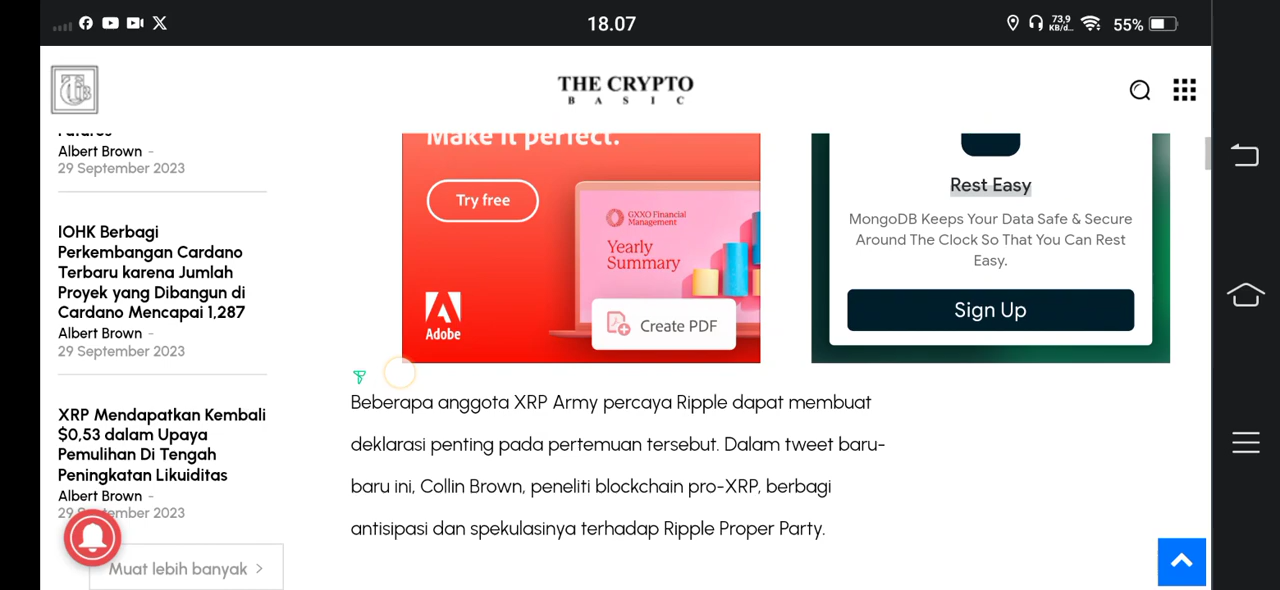 18.07
73,9
KB/d...
55%
THE CRYPTO
BASIC
Albert Brown -
29 September 2023
IOHK Berbagi
Perkembangan Cardano
Terbaru karena Jumlah
Proyek yang Dibangun di
Cardano Mencapai 1,287
Albert Brown -
29 September 2023
XRP Mendapatkan Kembali
$0,53 dalam Upaya
Pemulihan Di Tengah
Peningkatan Likuiditas
Albert Brown -
29 September 2023
Muat lebih banyak >
Make it perfect.
Try free
GXXO Financial
Management
Yearly
Summary
Create PDF
Adobe
Rest Easy
MongoDB Keeps Your Data Safe & Secure
Around The Clock So That You Can Rest
Easy.
Sign Up
Beberapa anggota XRP Army percaya Ripple dapat membuat
deklarasi penting pada pertemuan tersebut. Dalam tweet baru-
baru ini, Collin Brown, peneliti blockchain pro-XRP, berbagi
antisipasi dan spekulasinya terhadap Ripple Proper Party.